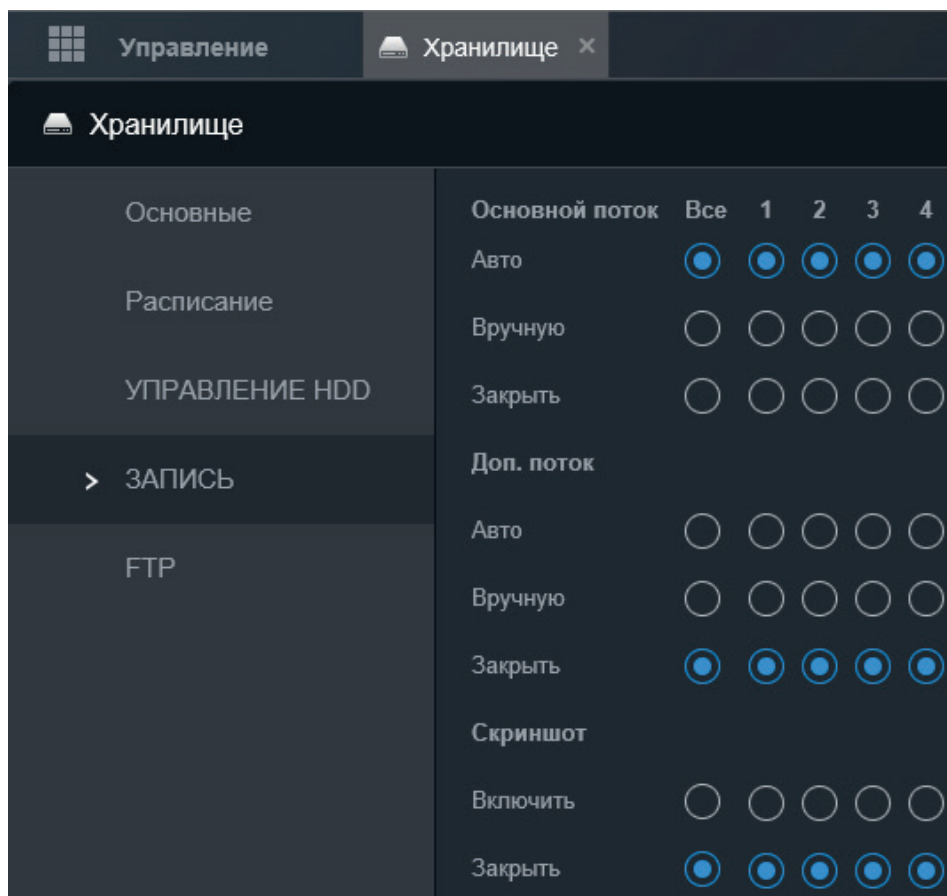 Управление
Хранилище ×
Хранилище
Основные
Расписание
УПРАВЛЕНИЕ HDD
> ЗАПИСЬ
FTP
Основной поток Все 1 2 3 4
Авто
Вручную
Закрыть
Доп. поток
Авто
Вручную
Закрыть
Скриншот
Включить
Закрыть